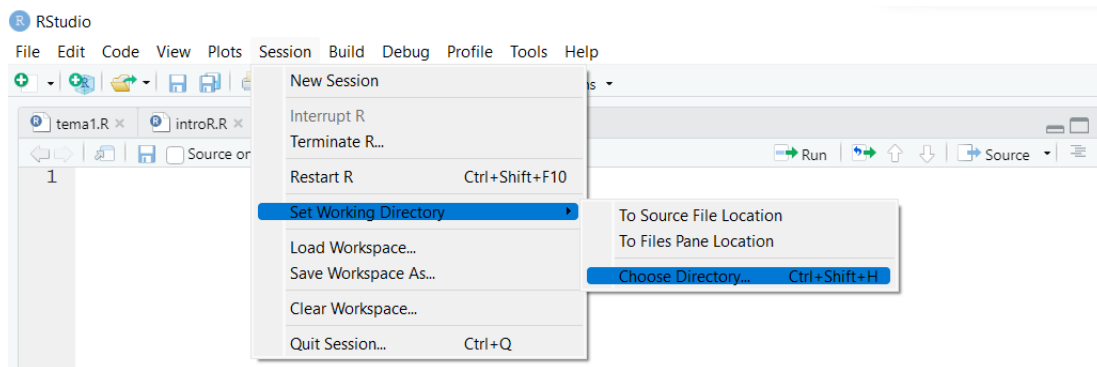 R RStudio
File Edit Code View Plots Session Build Debug Profile Tools Help
New Session
Interrupt R
tema1.R × introR.R ×
Terminate R...
Source Run Source
1
Restart R Ctrl+Shift+F10
Set Working Directory
To Source File Location
To Files Pane Location
Load Workspace...
Save Workspace As...
Choose Directory... Ctrl+Shift+H
Clear Workspace...
Quit Session... Ctrl+Q